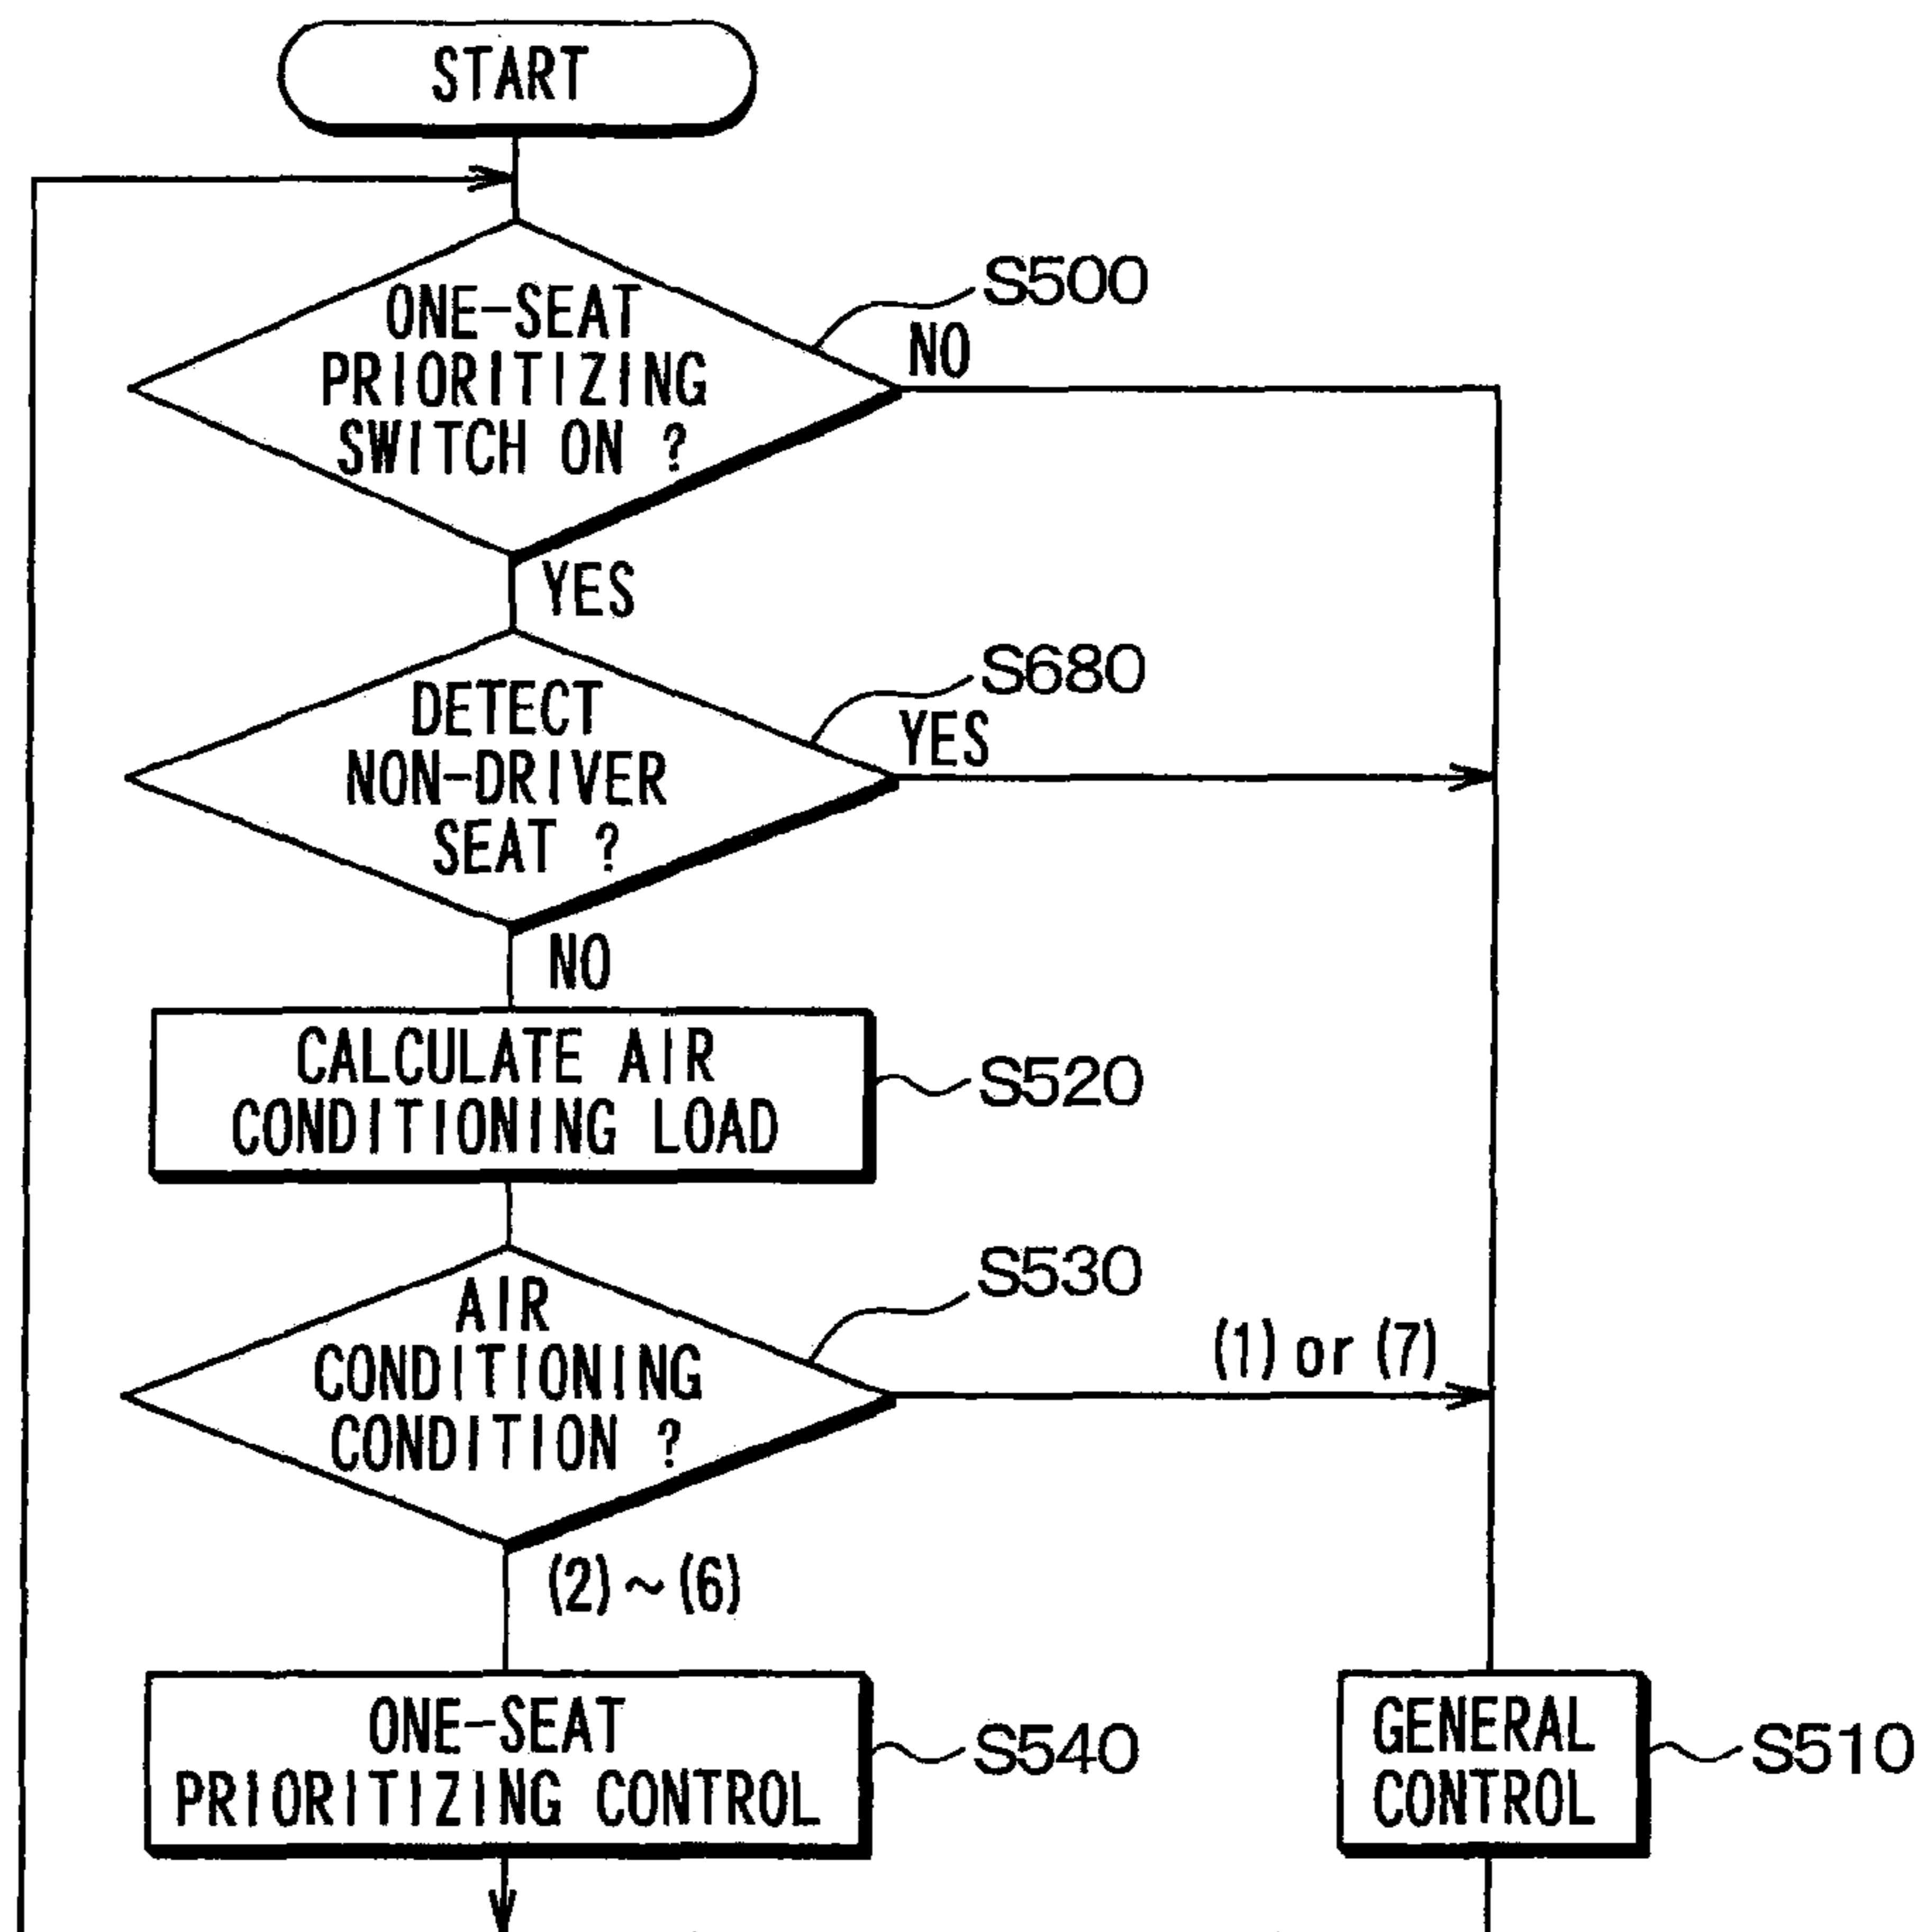 START
ONE-SEAT
PRIORITIZING
SWITCH ON ?
S500
NO
YES
DETECT
NON-DRIVER
SEAT ?
S680
YES
NO
CALCULATE AIR
CONDITIONING LOAD
S520
AIR
CONDITIONING
CONDITION ?
S530
(1) or (7)
(2)~(6)
ONE-SEAT
PRIORITIZING CONTROL
S540
GENERAL
CONTROL
S510